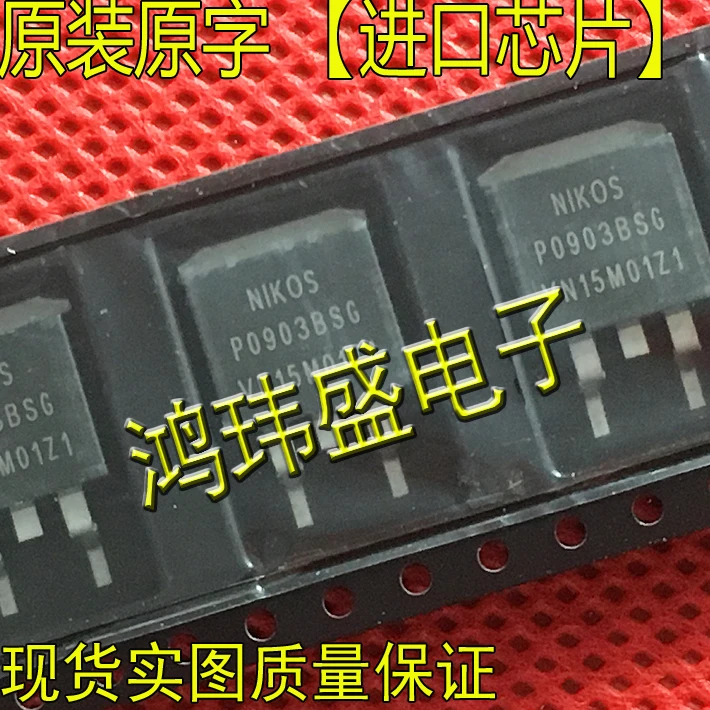 原装原字 【进口芯片】
NIKOS
P0903BSG
VN15M01Z1
NIKOS
P0903BSG
S
BSG
M01Z1
鸿玮盛电子
现货实图质量保证